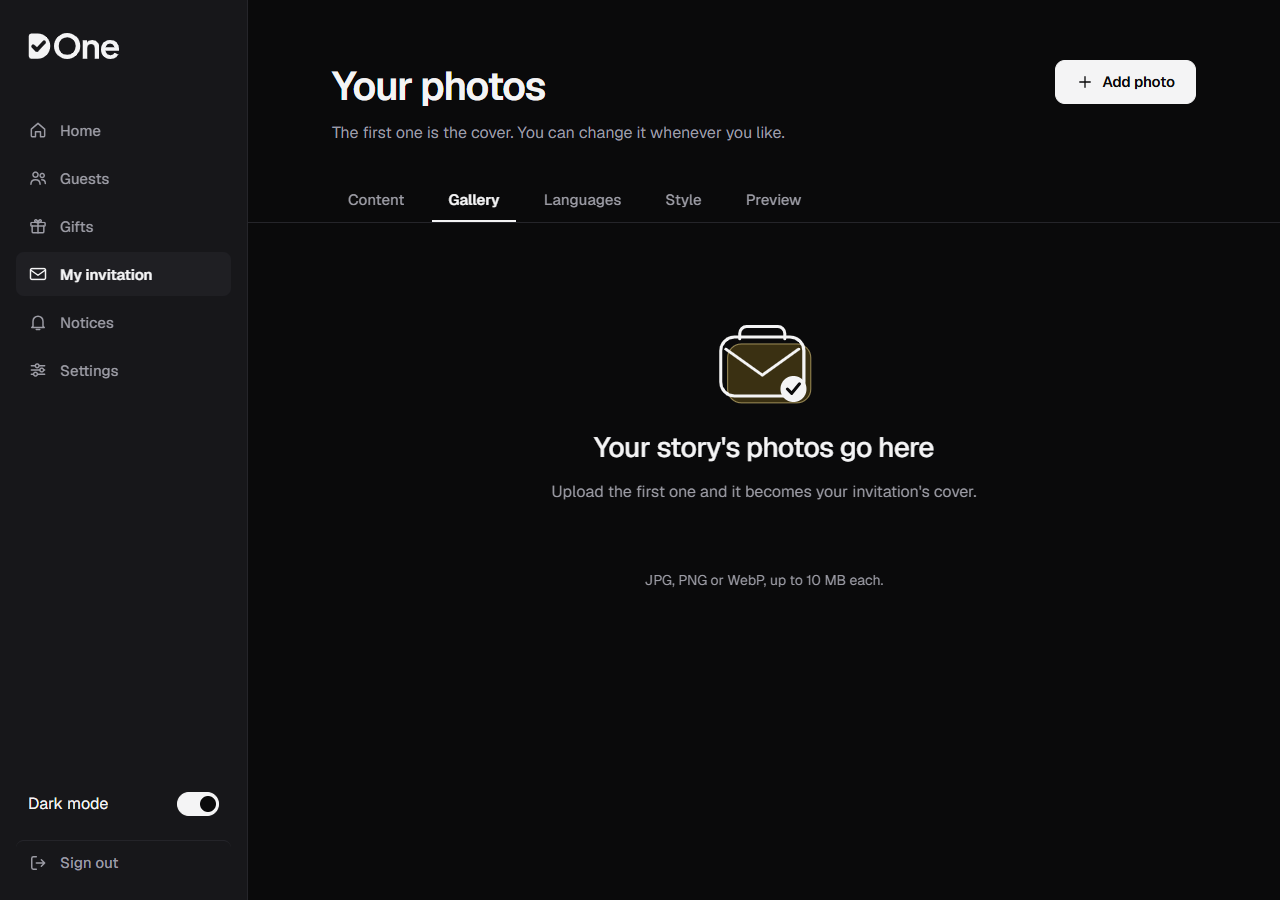 DOne
Home
Guests
Gifts
My invitation
Notices
Settings
Dark mode
Sign out
Your photos
The first one is the cover. You can change it whenever you like.
Add photo
Content
Gallery
Languages
Style
Preview
Your story's photos go here
Upload the first one and it becomes your invitation's cover.
JPG, PNG or WebP, up to 10 MB each.